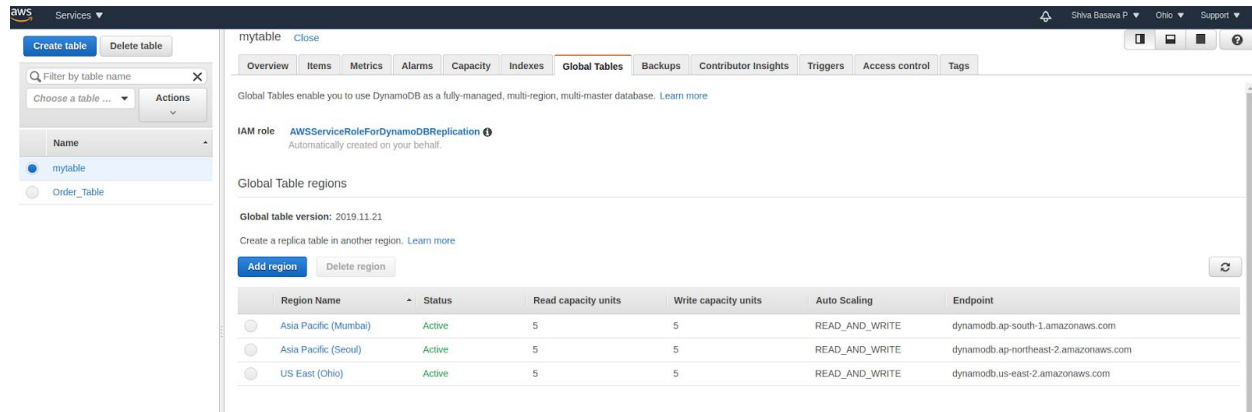 aws Services Shiva Basava P Ohio Support
Create table Delete table
Filter by table name
Choose a table ... Actions
Name
mytable
Order_Table
mytable Close
Overview Items Metrics Alarms Capacity Indexes Global Tables Backups Contributor Insights Triggers Access control Tags
Global Tables enable you to use DynamoDB as a fully-managed, multi-region, multi-master database. Learn more
IAM role AWSServiceRoleForDynamoDBReplication
Automatically created on your behalf.
Global Table regions
Global table version: 2019.11.21
Create a replica table in another region. Learn more
Add region Delete region
Region Name Status Read capacity units Write capacity units Auto Scaling Endpoint
Asia Pacific (Mumbai) Active 5 5 READ_AND_WRITE dynamodb.ap-south-1.amazonaws.com
Asia Pacific (Seoul) Active 5 5 READ_AND_WRITE dynamodb.ap-northeast-2.amazonaws.com
US East (Ohio) Active 5 5 READ_AND_WRITE dynamodb.us-east-2.amazonaws.com